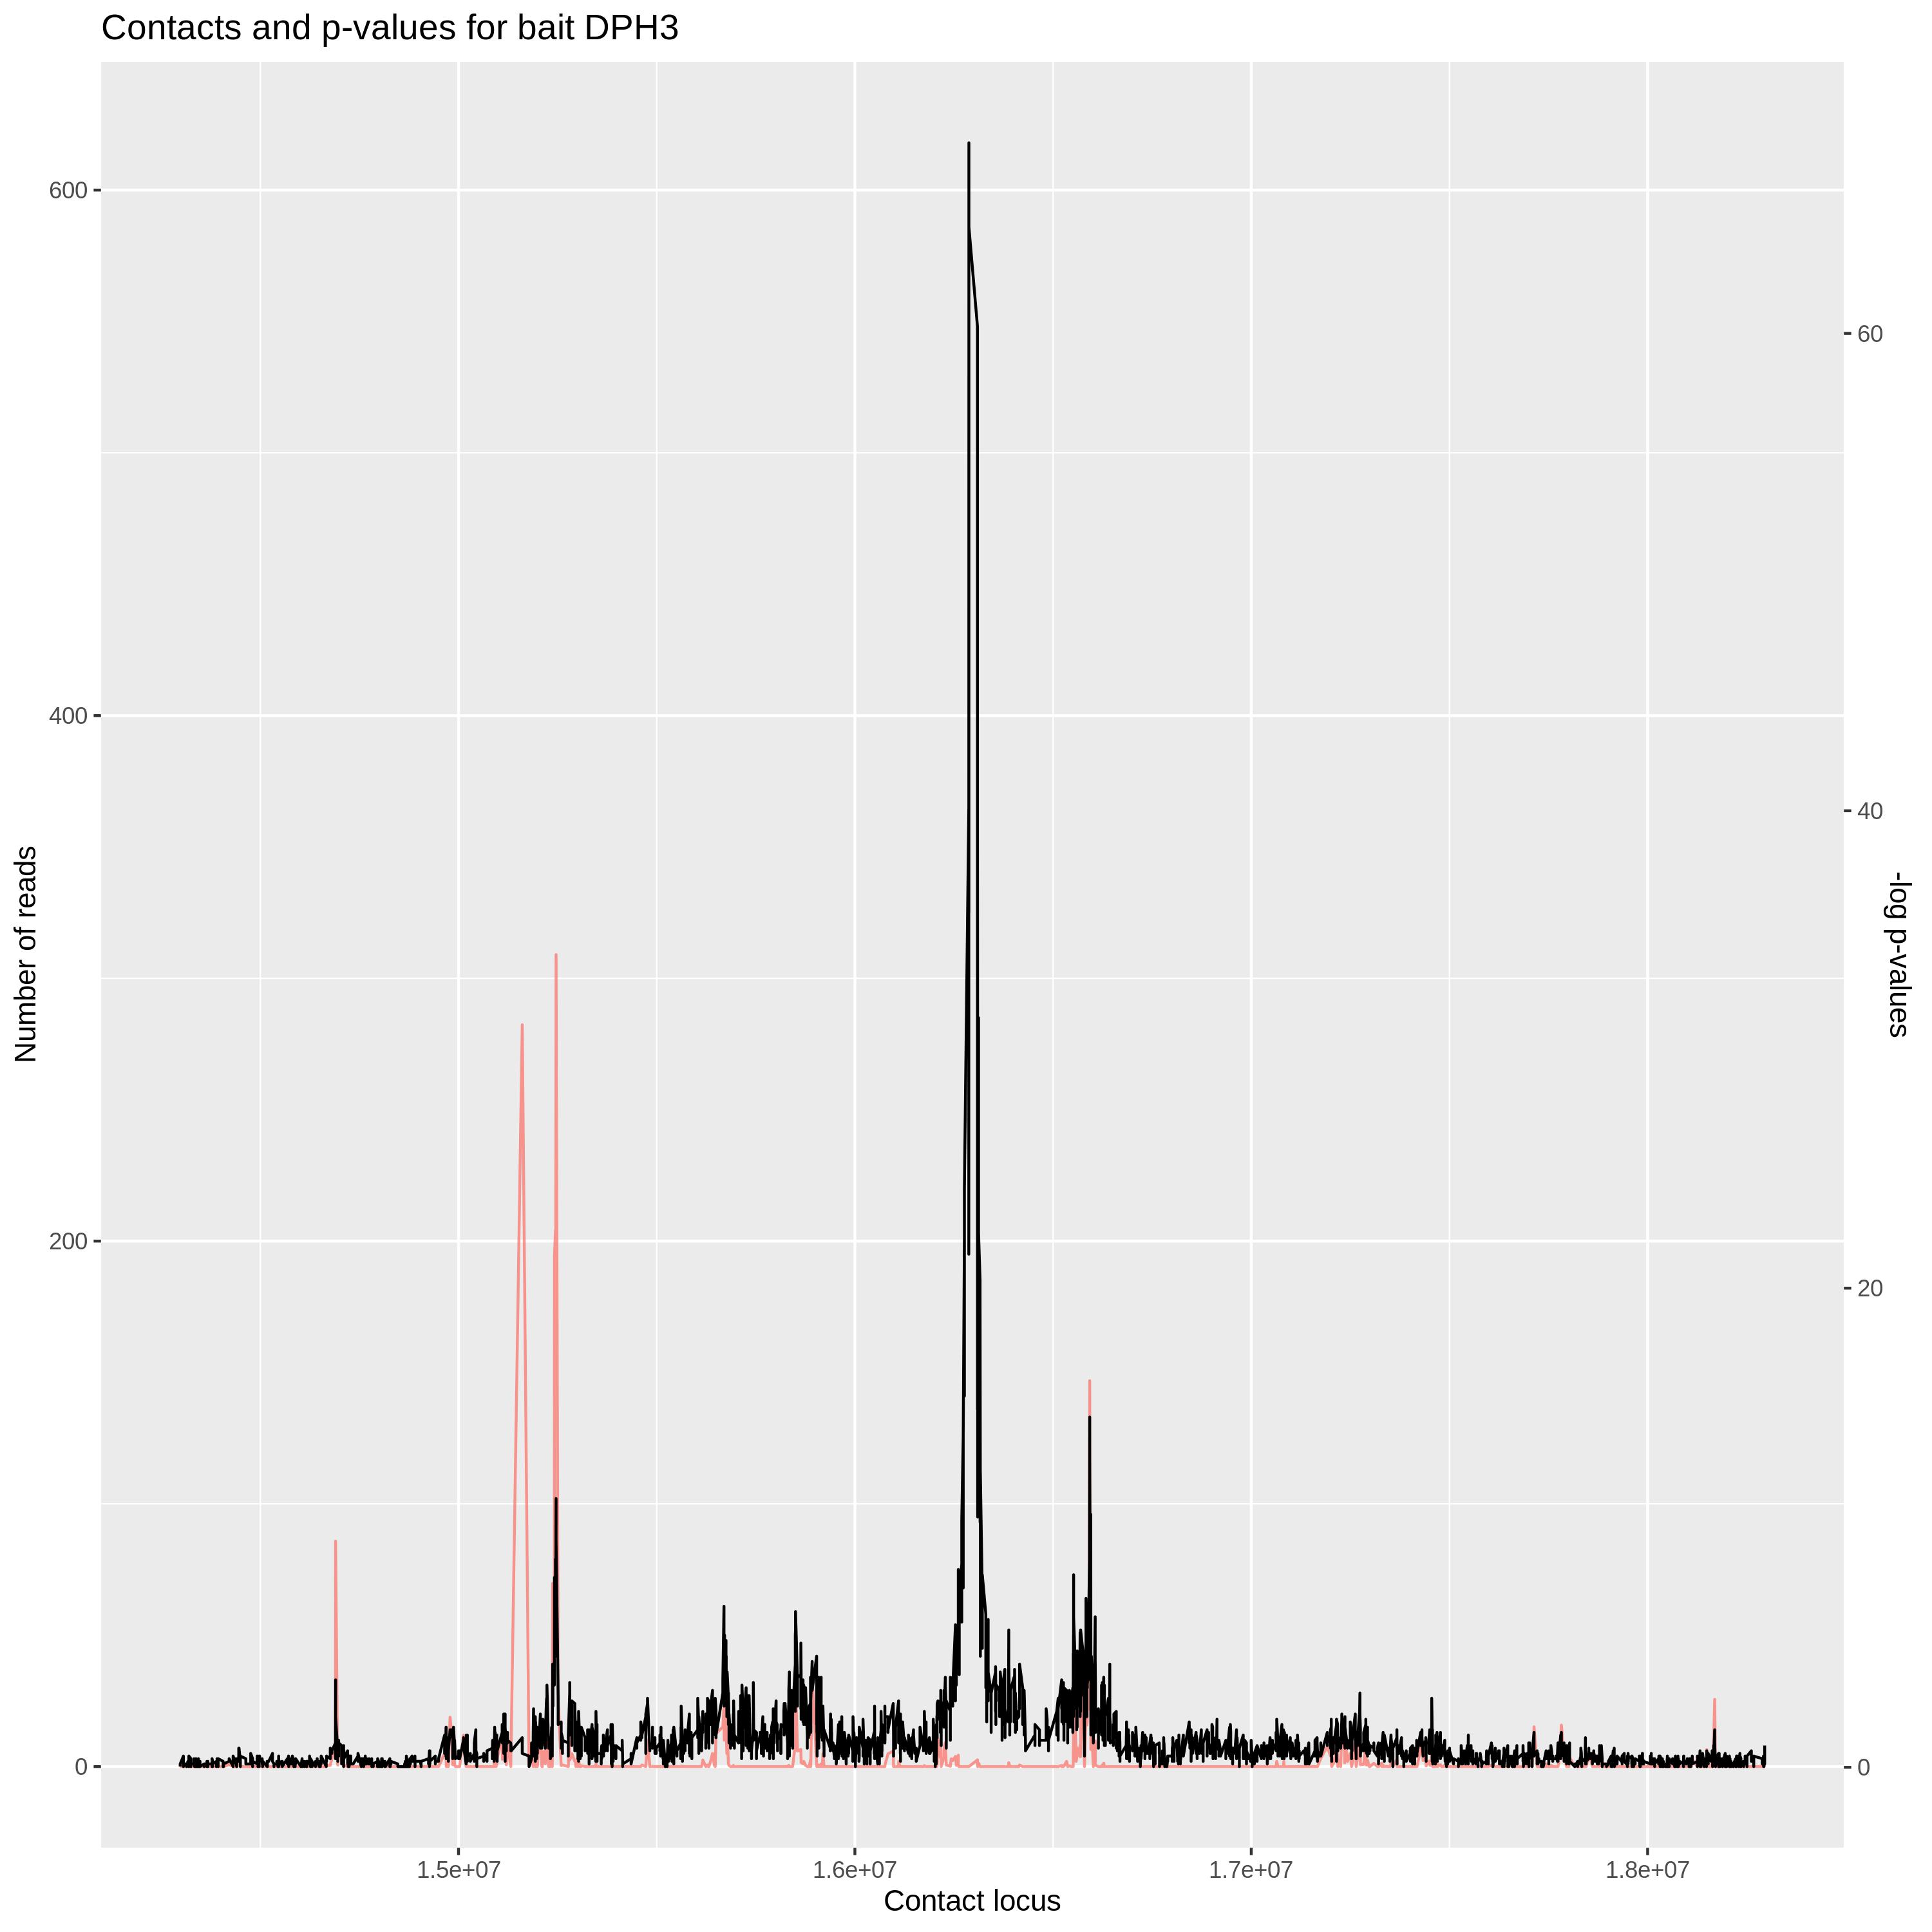 Contacts and p-values for bait DPH3
600
400
200
0
60
40
20
0
Number of reads
-log p-values
1.5e+07
1.6e+07
1.7e+07
1.8e+07
Contact locus